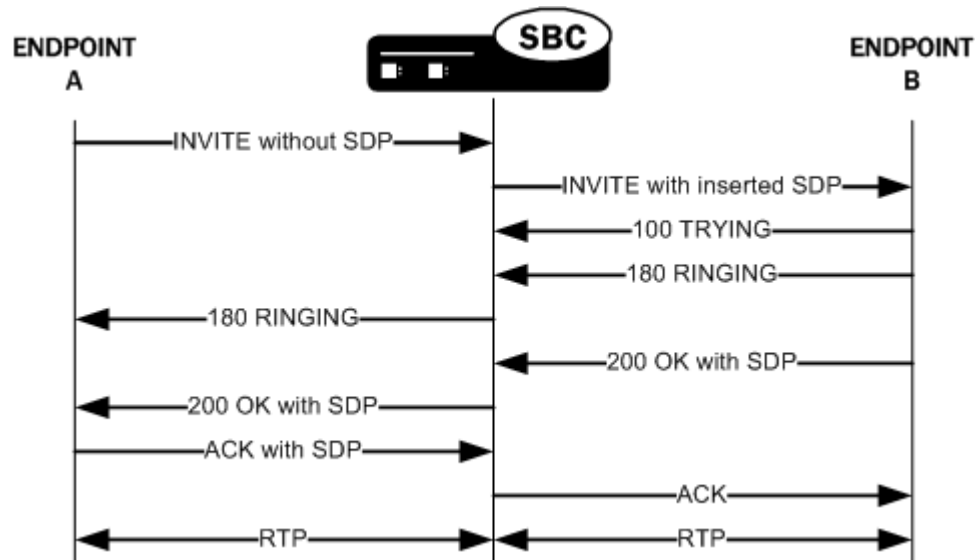 SBC
ENDPOINT
A
ENDPOINT
B
INVITE without SDP
INVITE with inserted SDP
100 TRYING
180 RINGING
180 RINGING
200 OK with SDP
200 OK with SDP
ACK with SDP
ACK
RTP
RTP